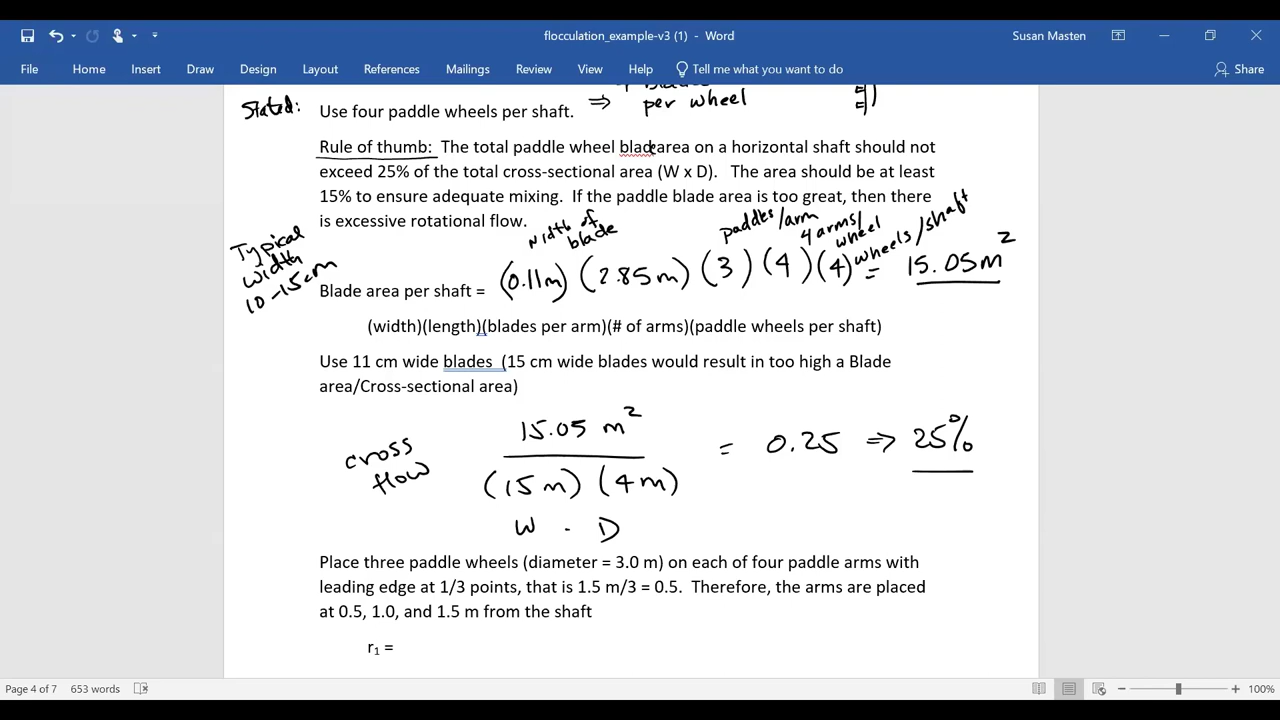 flocculation_example-v3 (1) - Word
Susan Masten
File Home Insert Draw Design Layout References Mailings Review View Help Tell me what you want to do Share
Stated: Use four paddle wheels per shaft. ⇒ per wheel
Rule of thumb: The total paddle wheel blade area on a horizontal shaft should not
exceed 25% of the total cross-sectional area (W x D). The area should be at least
15% to ensure adequate mixing. If the paddle blade area is too great, then there
is excessive rotational flow.
Typical
width
10-15cm
width of
blade
paddles/arm
4 arms/
wheel
wheels/shaft
Blade area per shaft = (0.11m) (2.85m) (3) (4) (4) = 15.05m²
(width)(length)(blades per arm)(# of arms)(paddle wheels per shaft)
Use 11 cm wide blades (15 cm wide blades would result in too high a Blade
area/Cross-sectional area)
cross
flow
15.05 m²
(15 m) (4 m)
= 0.25 ⇒ 25%
W · D
Place three paddle wheels (diameter = 3.0 m) on each of four paddle arms with
leading edge at 1/3 points, that is 1.5 m/3 = 0.5. Therefore, the arms are placed
at 0.5, 1.0, and 1.5 m from the shaft
r₁ =
Page 4 of 7 653 words 100%